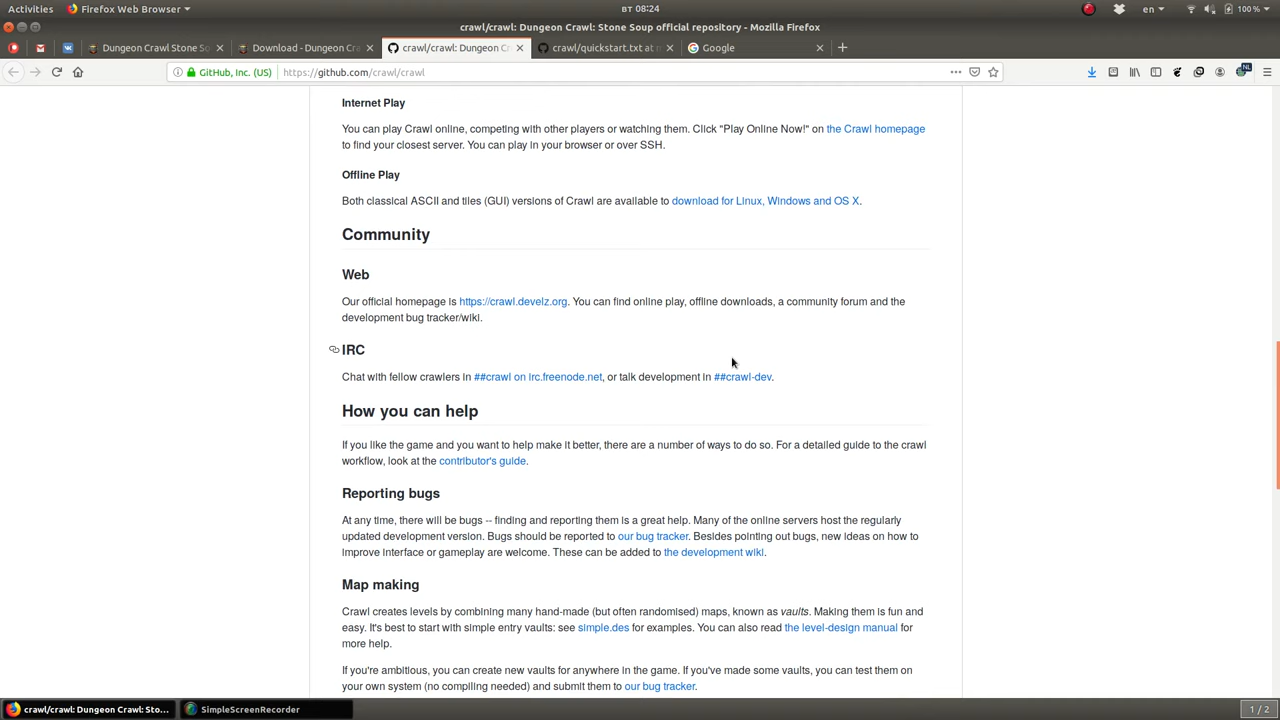 Activities
Firefox Web Browser
вт 08:24
en
100 %
crawl/crawl: Dungeon Crawl: Stone Soup official repository - Mozilla Firefox
Dungeon Crawl Stone So
Download - Dungeon Cra
crawl/crawl: Dungeon Cr
crawl/quickstart.txt at m
Google
GitHub, Inc. (US)
https://github.com/crawl/crawl
NL
Internet Play
You can play Crawl online, competing with other players or watching them. Click "Play Online Now!" on the Crawl homepage
to find your closest server. You can play in your browser or over SSH.
Offline Play
Both classical ASCII and tiles (GUI) versions of Crawl are available to download for Linux, Windows and OS X.
Community
Web
Our official homepage is https://crawl.develz.org. You can find online play, offline downloads, a community forum and the
development bug tracker/wiki.
IRC
Chat with fellow crawlers in ##crawl on irc.freenode.net, or talk development in ##crawl-dev.
How you can help
If you like the game and you want to help make it better, there are a number of ways to do so. For a detailed guide to the crawl
workflow, look at the contributor's guide.
Reporting bugs
At any time, there will be bugs -- finding and reporting them is a great help. Many of the online servers host the regularly
updated development version. Bugs should be reported to our bug tracker. Besides pointing out bugs, new ideas on how to
improve interface or gameplay are welcome. These can be added to the development wiki.
Map making
Crawl creates levels by combining many hand-made (but often randomised) maps, known as vaults. Making them is fun and
easy. It's best to start with simple entry vaults: see simple.des for examples. You can also read the level-design manual for
more help.
If you're ambitious, you can create new vaults for anywhere in the game. If you've made some vaults, you can test them on
your own system (no compiling needed) and submit them to our bug tracker.
crawl/crawl: Dungeon Crawl: Sto...
SimpleScreenRecorder
1 / 2